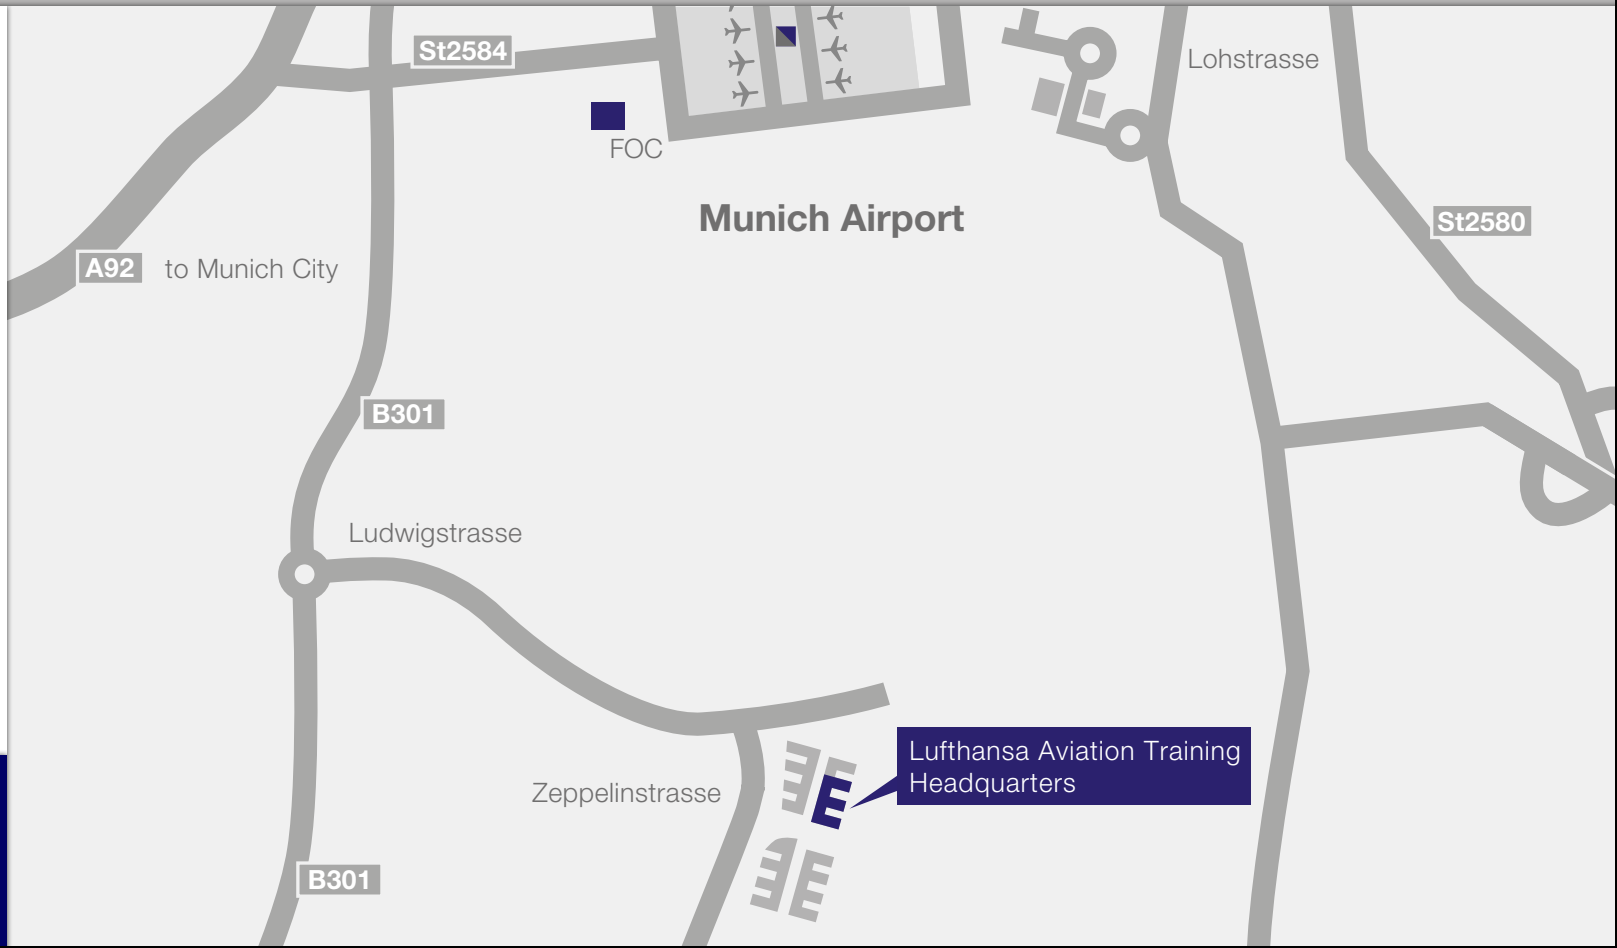 St2584
Lohstrasse
FOC
Munich Airport
St2580
A92
to Munich City
B301
Ludwigstrasse
Lufthansa Aviation Training
Headquarters
Zeppelinstrasse
B301